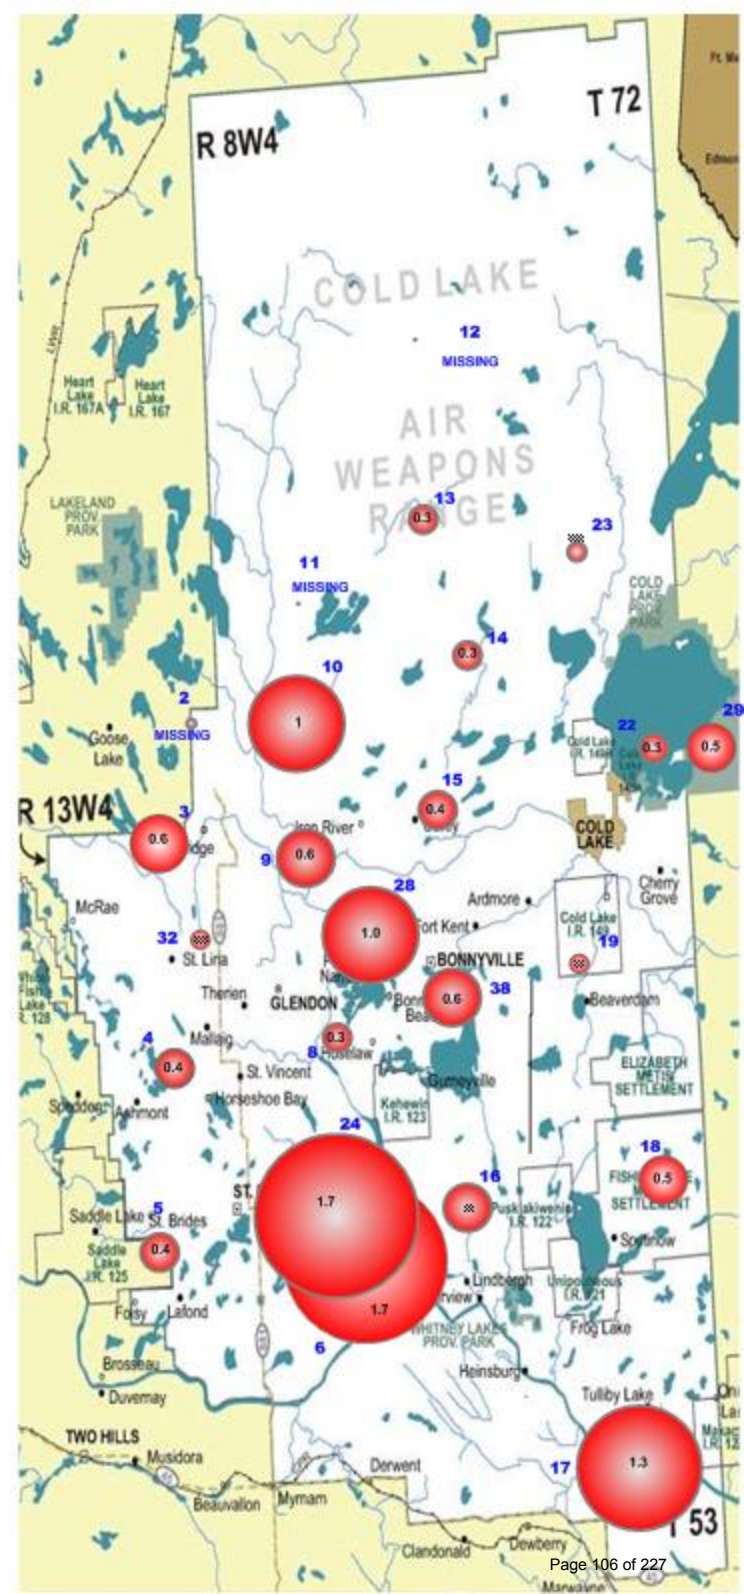 Ft. Mc
T 72
R 8W4
COLD LAKE
12
MISSING
Heart
Lake
I.R. 167A
Heart
Lake
I.R. 167
AIR
WEAPONS
RANGE
LAKELAND
PROV.
PARK
13
0.3
23
11
MISSING
COLD
LAKE
PROV.
PARK
14
0.3
10
1
2
MISSING
Goose
Lake
22
0.3
29
0.5
Cold Lake
I.R. 149B
15
0.4
R 13W4
3
0.6
Iron River
9
0.6
COLD
LAKE
28
1.0
Ardmore
Cherry
Grove
McRae
Fort Kent
Cold Lake
I.R. 149
19
32
St. Lina
BONNYVILLE
38
0.6
Therien
GLENDON
Beaverdam
Lake
R. 128
4
0.4
Mallaig
8
0.3
St. Vincent
Gurneyville
ELIZABETH
METIS
SETTLEMENT
Ashmont
Horseshoe Bay
Kehewin
I.R. 123
24
1.7
18
0.5
SETTLEMENT
16
ST.
5
0.4
Saddle Lake
St. Brides
I.R. 122
Saddle
Lake
I.R. 125
Lindbergh
1.7
6
Foisy
Lafond
WHITNEY LAKES
PROV. PARK
Frog Lake
Brosseau
Duvernay
Heinsburg
Tulliby Lake
TWO HILLS
Musidora
17
1.3
Derwent
Beauvallon
Myrnam
T 53
Clandonald
Dewberry
Page 106 of 227
Marwayne